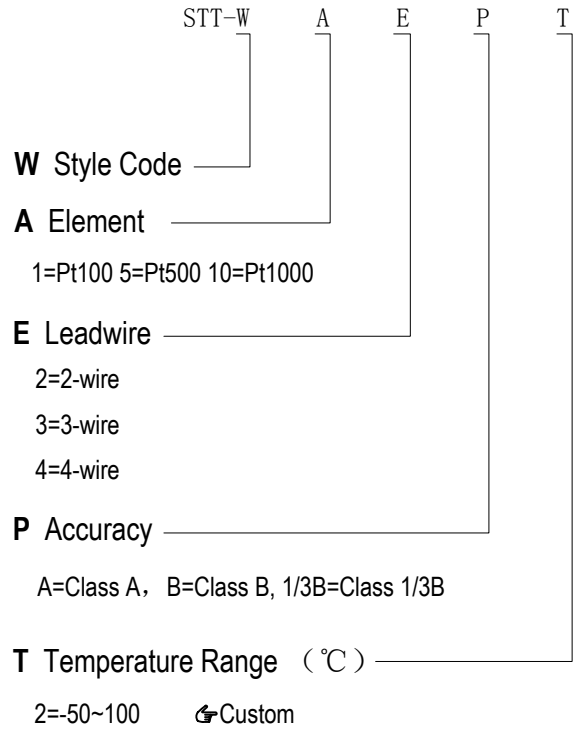 STT-W A E P T
W Style Code
A Element
1=Pt100 5=Pt500 10=Pt1000
E Leadwire
2=2-wire
3=3-wire
4=4-wire
P Accuracy
A=Class A，B=Class B, 1/3B=Class 1/3B
T Temperature Range （℃）
2=-50~100 ☞Custom